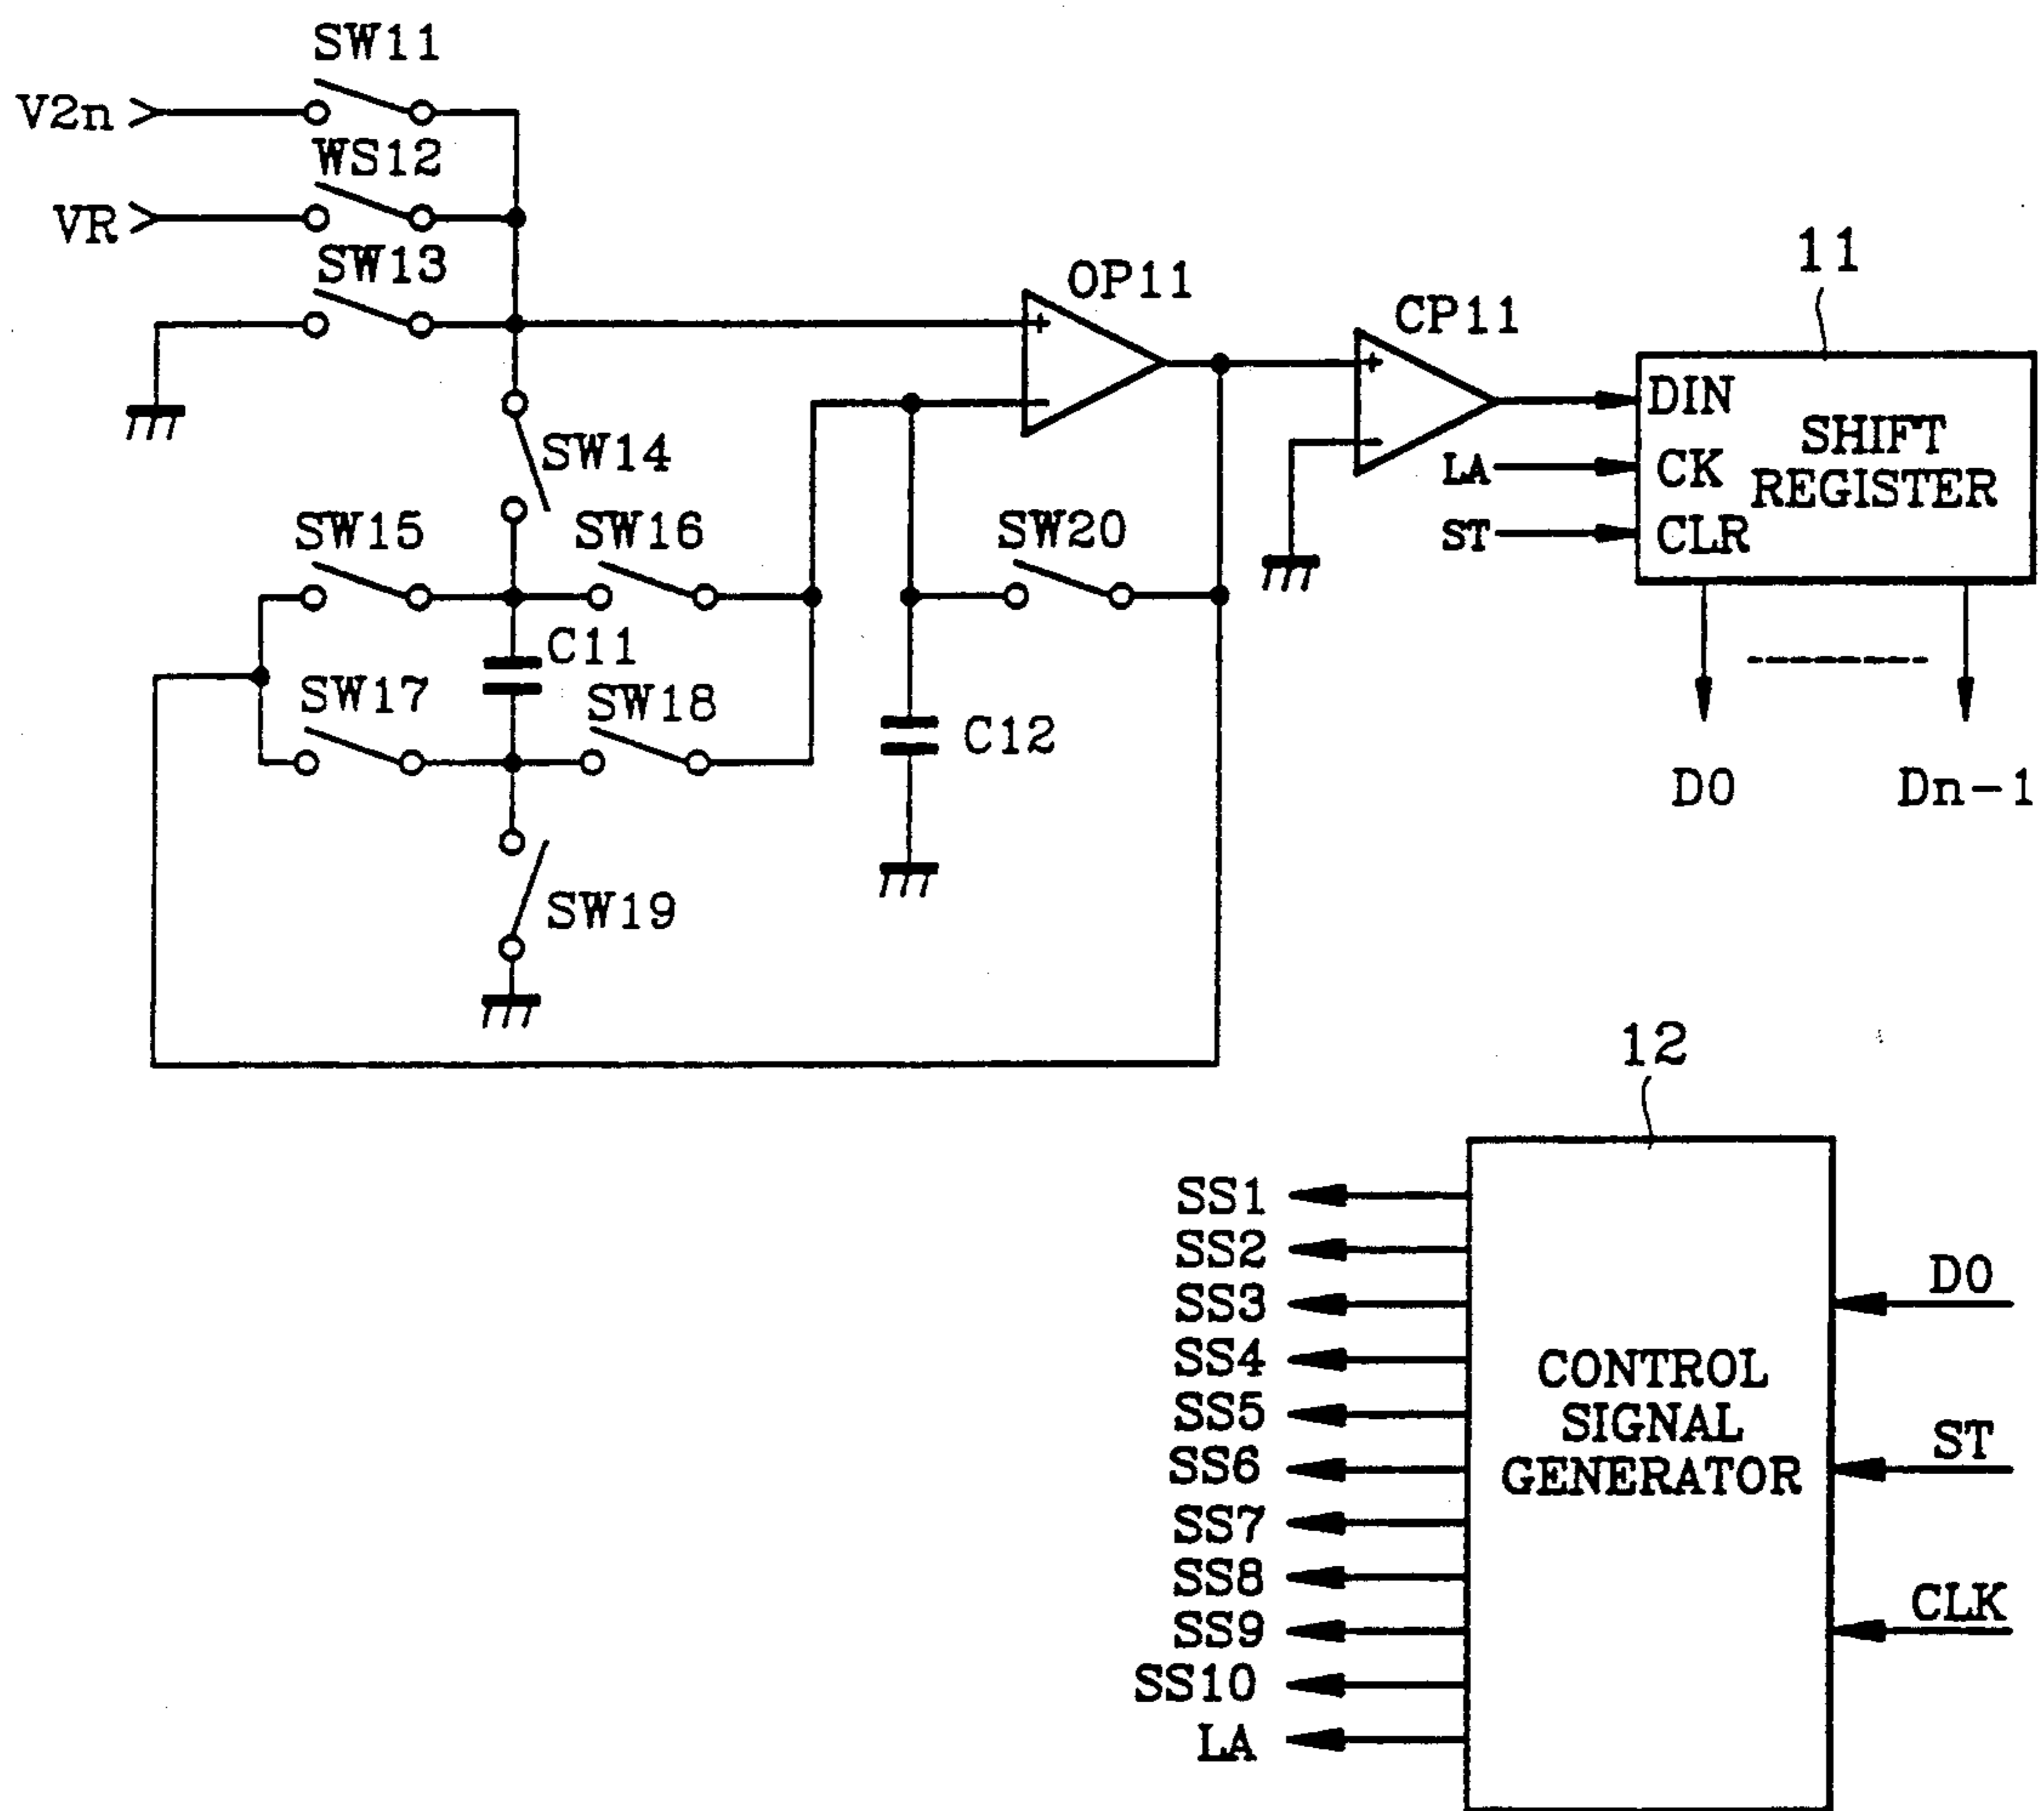 SW11
V2n
WS12
VR
SW13
OP11
CP11
11
+
-
+
-
DIN
CK
CLR
SHIFT
REGISTER
LA
ST
SW14
SW15
SW16
SW20
C11
SW17
SW18
C12
SW19
D0
Dn-1
12
SS1
SS2
SS3
SS4
SS5
SS6
SS7
SS8
SS9
SS10
LA
CONTROL
SIGNAL
GENERATOR
D0
ST
CLK